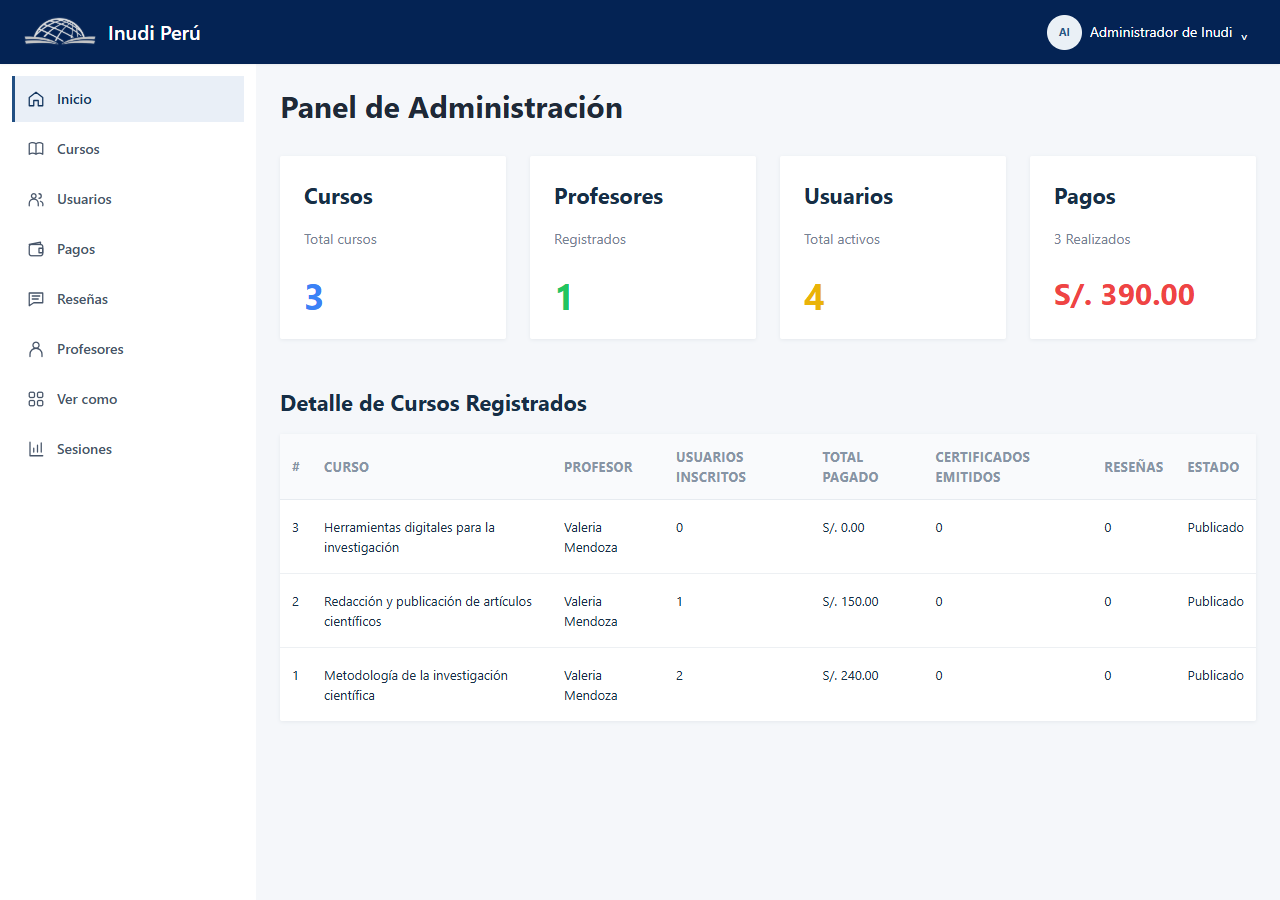 Inudi Perú
AI Administrador de Inudi
Inicio
Cursos
Usuarios
Pagos
Reseñas
Profesores
Ver como
Sesiones
Panel de Administración
Cursos
Total cursos
3
Profesores
Registrados
1
Usuarios
Total activos
4
Pagos
3 Realizados
S/. 390.00
Detalle de Cursos Registrados
# CURSO PROFESOR USUARIOS INSCRITOS TOTAL PAGADO CERTIFICADOS EMITIDOS RESEÑAS ESTADO
3 Herramientas digitales para la investigación Valeria Mendoza 0 S/. 0.00 0 0 Publicado
2 Redacción y publicación de artículos científicos Valeria Mendoza 1 S/. 150.00 0 0 Publicado
1 Metodología de la investigación científica Valeria Mendoza 2 S/. 240.00 0 0 Publicado